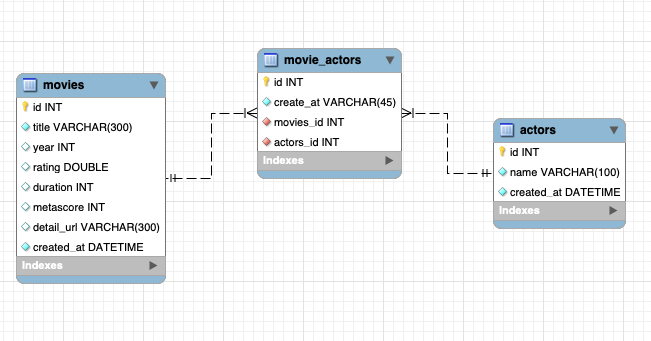 movies
id INT
title VARCHAR(300)
year INT
rating DOUBLE
duration INT
metascore INT
detail_url VARCHAR(300)
created_at DATETIME
Indexes
movie_actors
id INT
create_at VARCHAR(45)
movies_id INT
actors_id INT
Indexes
actors
id INT
name VARCHAR(100)
created_at DATETIME
Indexes